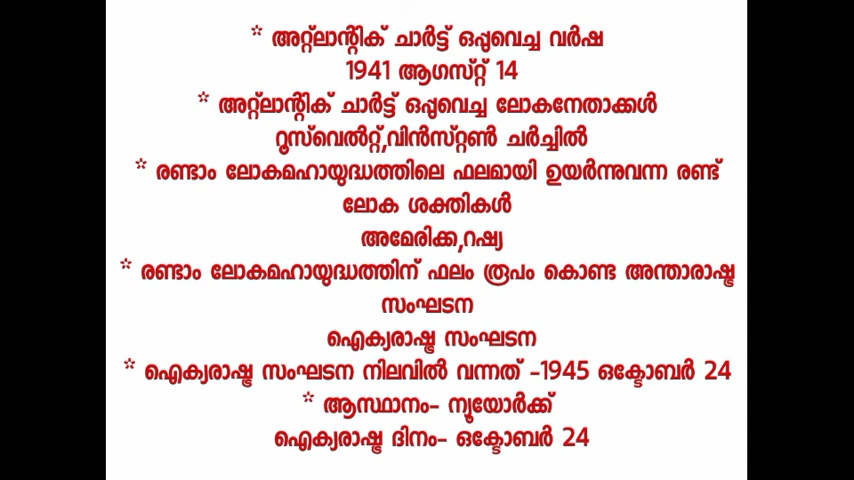 * അറ്റ്ലാന്റിക് ചാർട്ട് ഒപ്പുവെച്ച വർഷ
1941 ആഗസ്റ്റ് 14
* അറ്റ്ലാന്റിക് ചാർട്ട് ഒപ്പുവെച്ച ലോകനേതാക്കൾ
റൂസ്‌വെൽറ്റ്,വിൻസ്റ്റൺ ചർച്ചിൽ
* രണ്ടാം ലോകമഹായുദ്ധത്തിലെ ഫലമായി ഉയർന്നുവന്ന രണ്ട്
ലോക ശക്തികൾ
അമേരിക്ക,റഷ്യ
* രണ്ടാം ലോകമഹായുദ്ധത്തിന് ഫലം രൂപം കൊണ്ട അന്താരാഷ്ട്ര
സംഘടന
ഐക്യരാഷ്ട്ര സംഘടന
* ഐക്യരാഷ്ട്ര സംഘടന നിലവിൽ വന്നത് -1945 ഒക്ടോബർ 24
* ആസ്ഥാനം- ന്യൂയോർക്ക്
ഐക്യരാഷ്ട്ര ദിനം- ഒക്ടോബർ 24